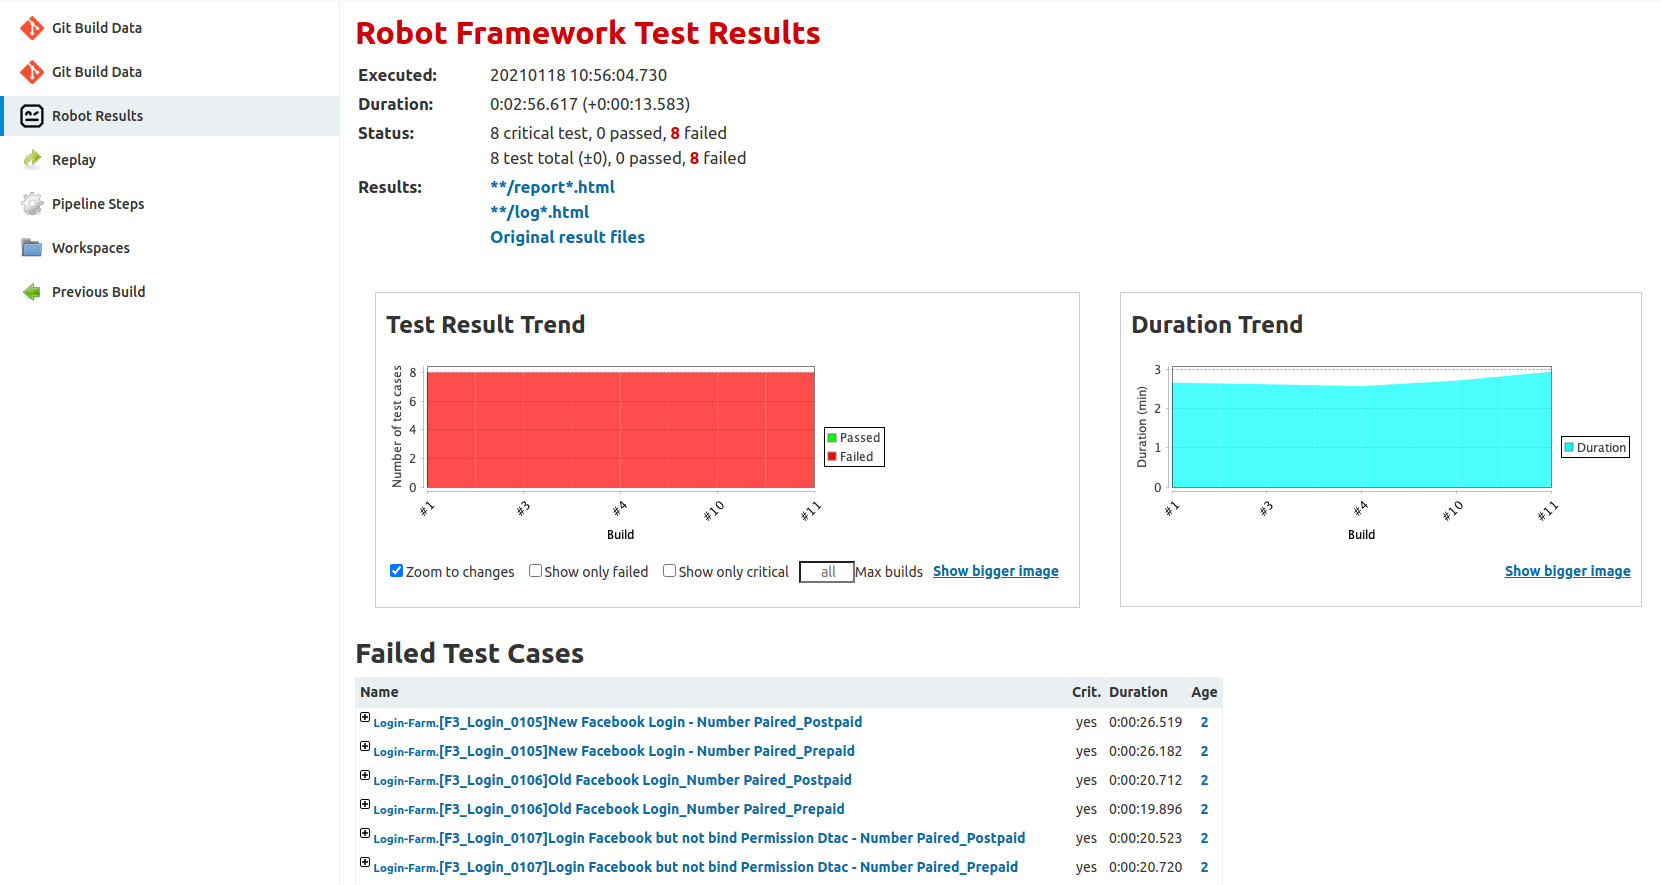 Git Build Data
Git Build Data
Robot Results
Replay
Pipeline Steps
Workspaces
Previous Build
Robot Framework Test Results
Executed: 20210118 10:56:04.730
Duration: 0:02:56.617 (+0:00:13.583)
Status: 8 critical test, 0 passed, 8 failed
8 test total (±0), 0 passed, 8 failed
Results: **/report*.html
**/log*.html
Original result files
Test Result Trend
Number of test cases
8
6
4
2
0
#1 #3 #4 #10 #11
Build
Passed
Failed
Zoom to changes Show only failed Show only critical all Max builds Show bigger image
Duration Trend
Duration (min)
3
2
1
0
#1 #3 #4 #10 #11
Build
Duration
Show bigger image
Failed Test Cases
Name Crit. Duration Age
Login-Farm.[F3_Login_0105]New Facebook Login - Number Paired_Postpaid yes 0:00:26.519 2
Login-Farm.[F3_Login_0105]New Facebook Login - Number Paired_Prepaid yes 0:00:26.182 2
Login-Farm.[F3_Login_0106]Old Facebook Login_Number Paired_Postpaid yes 0:00:20.712 2
Login-Farm.[F3_Login_0106]Old Facebook Login_Number Paired_Prepaid yes 0:00:19.896 2
Login-Farm.[F3_Login_0107]Login Facebook but not bind Permission Dtac - Number Paired_Postpaid yes 0:00:20.523 2
Login-Farm.[F3_Login_0107]Login Facebook but not bind Permission Dtac - Number Paired_Prepaid yes 0:00:20.720 2